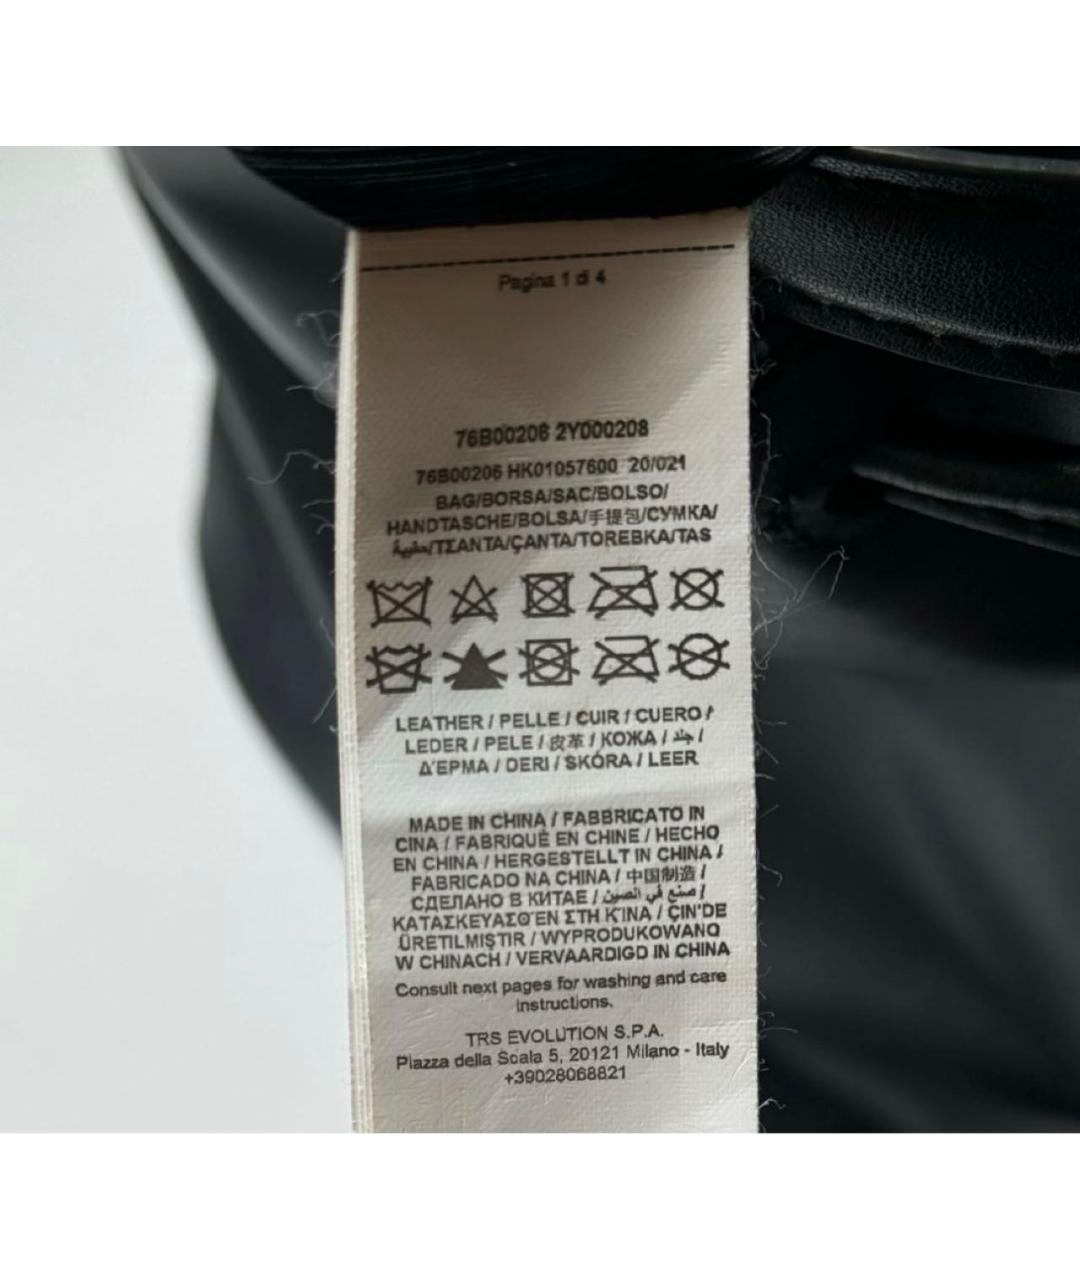 Pagina 1 di 4
76B00206 2Y000208
76B00206 HK01057600 20/021
BAG/BORSA/SAC/BOLSO/
HANDTASCHE/BOLSA/手提包/СУМКА/
حقيبة/ΤΣΑΝΤΑ/ÇANTA/TOREBKA/TAS
LEATHER / PELLE / CUIR / CUERO /
LEDER / PELE / 皮革 / КОЖА / جلد /
Δ'ΕΡΜΑ / DERI / SKÓRA / LEER
MADE IN CHINA / FABBRICATO IN
CINA / FABRIQUÉ EN CHINE / HECHO
EN CHINA / HERGESTELLT IN CHINA /
FABRICADO NA CHINA / 中国制造 /
СДЕЛАНО В КИТАЕ / صنع في الصين /
ΚΑΤΑΣΚΕΥΑΣΘ'ΕΝ ΣΤΗ Κ'ΙΝΑ / ÇIN'DE
ÜRETILMIŞTIR / WYPRODUKOWANO
W CHINACH / VERVAARDIGD IN CHINA
Consult next pages for washing and care
instructions.
TRS EVOLUTION S.P.A.
Piazza della Scala 5, 20121 Milano - Italy
+39028068821